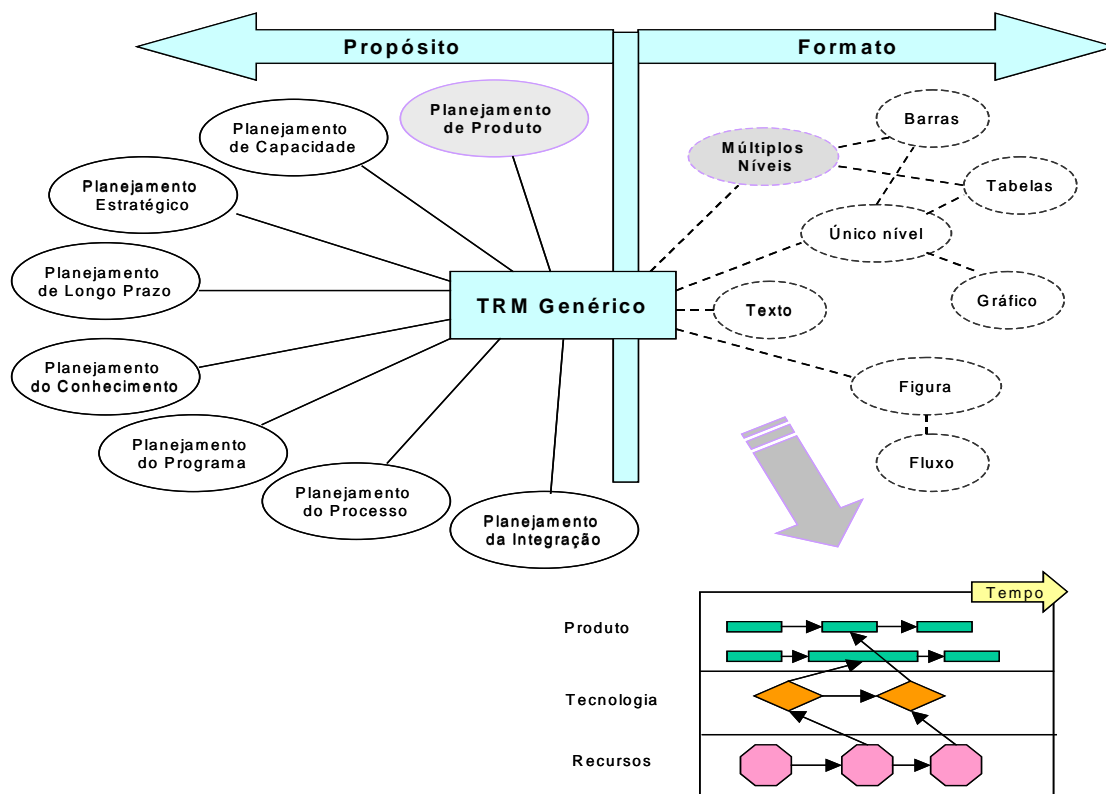 Propósito
Formato
Planejamento
de Produto
Planejamento
de Capacidade
Planejamento
Estratégico
Planejamento
de Longo Prazo
Planejamento
do Conhecimento
Planejamento
do Programa
Planejamento
do Processo
Planejamento
da Integração
TRM Genérico
Múltiplos
Níveis
Barras
Tabelas
Único nível
Gráfico
Texto
Figura
Fluxo
Tempo
Produto
Tecnologia
Recursos